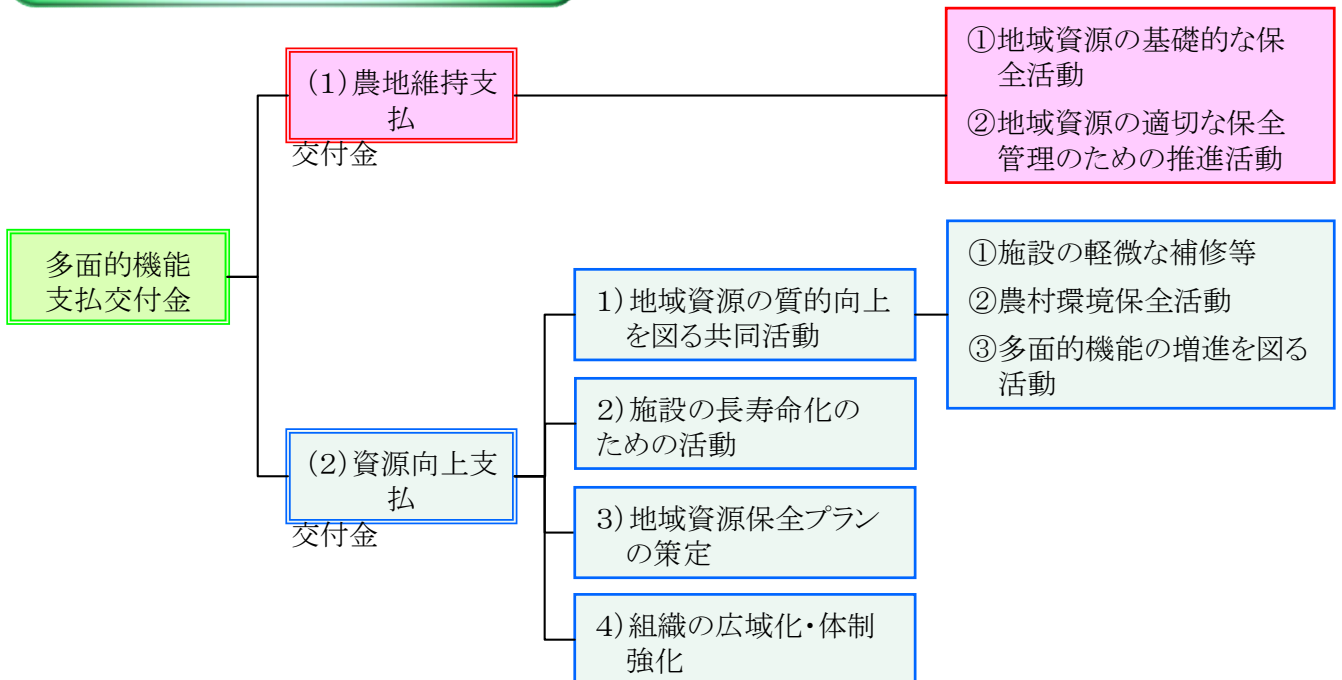 多面的機能
支払交付金
(1)農地維持支
払
交付金
①地域資源の基礎的な保
全活動
②地域資源の適切な保全
管理のための推進活動
(2)資源向上支
払
交付金
1)地域資源の質的向上
を図る共同活動
①施設の軽微な補修等
②農村環境保全活動
③多面的機能の増進を図る
活動
2)施設の長寿命化の
ための活動
3)地域資源保全プラン
の策定
4)組織の広域化・体制
強化